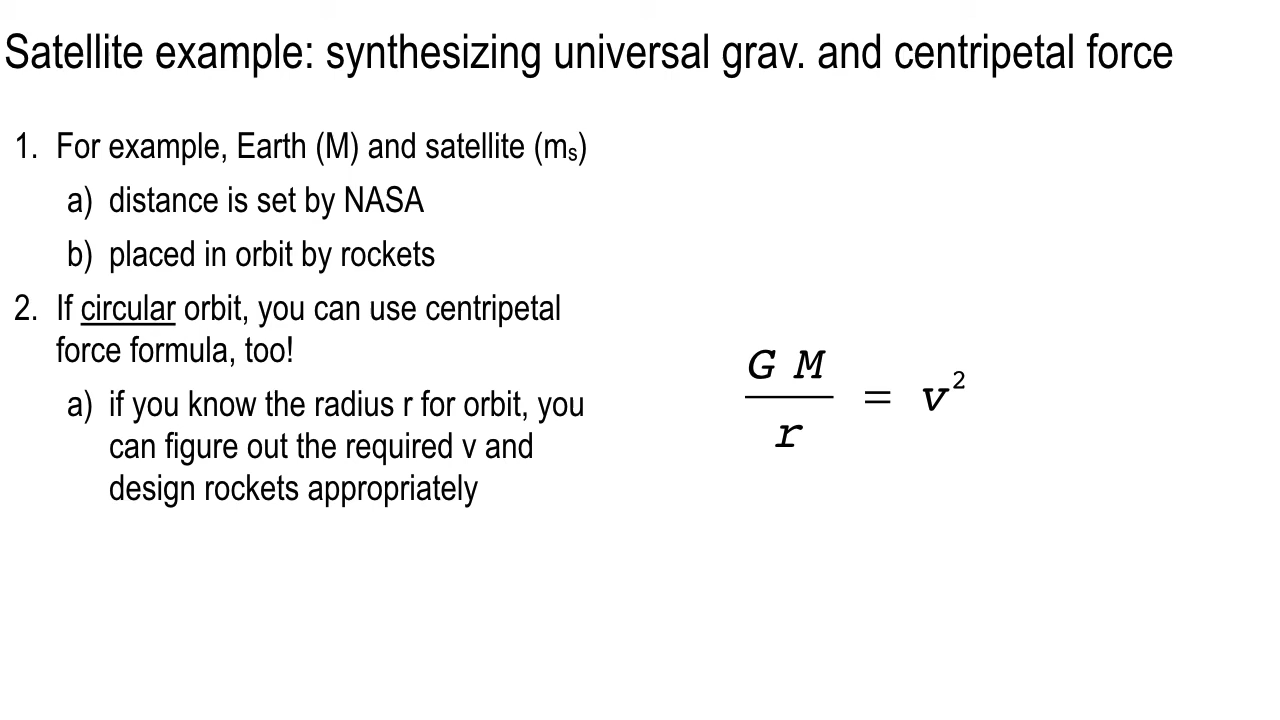 Satellite example: synthesizing universal grav. and centripetal force
1. For example, Earth (M) and satellite (mₛ)
a) distance is set by NASA
b) placed in orbit by rockets
2. If circular orbit, you can use centripetal
force formula, too!
a) if you know the radius r for orbit, you
can figure out the required v and
design rockets appropriately
G M
r
= v²